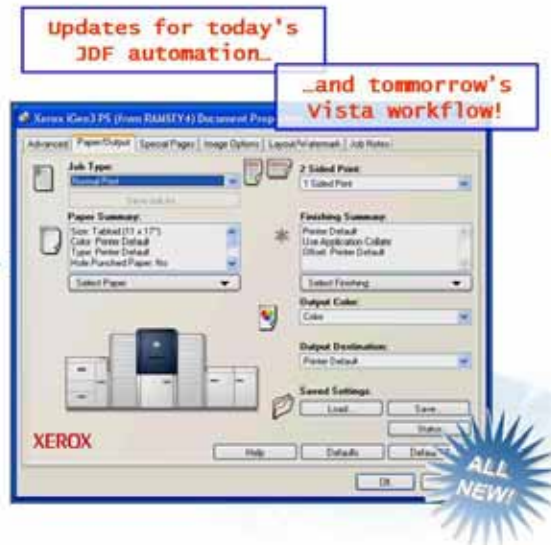 Updates for today's
JDF automation…
…and tommorrow's
Vista workflow!
Xerox iGen3 PS (from RAMSEY4) Document Prop
Advanced Paper/Output Special Pages Image Options Layout/Watermark Job Notes
Job Type:
Normal Print
2 Sided Print:
1 Sided Print
Paper Summary:
Size: Tabloid (11 x 17")
Color: Printer Default
Type: Printer Default
Hole Punched Paper: No
Select Paper
Finishing Summary:
Printer Default
Use Application Collate
Offset: Printer Default
Select Finishing
Output Color:
Color
Output Destination:
Printer Default
Saved Settings:
Load...
Save...
Status...
XEROX
Help
Defaults
OK
ALL
NEW!